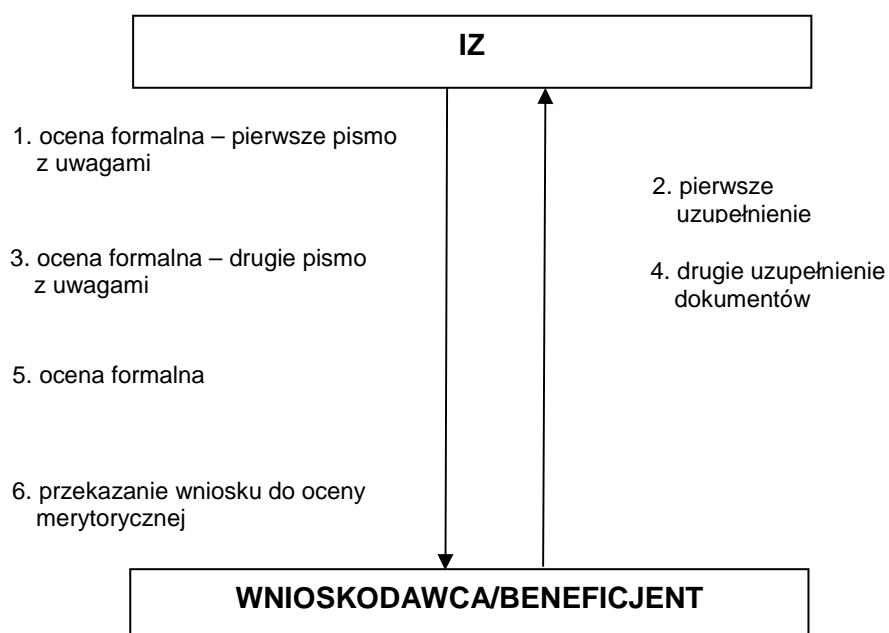 IZ
1. ocena formalna – pierwsze pismo
z uwagami
2. pierwsze
uzupełnienie
3. ocena formalna – drugie pismo
z uwagami
4. drugie uzupełnienie
dokumentów
5. ocena formalna
6. przekazanie wniosku do oceny
merytorycznej
WNIOSKODAWCA/BENEFICJENT